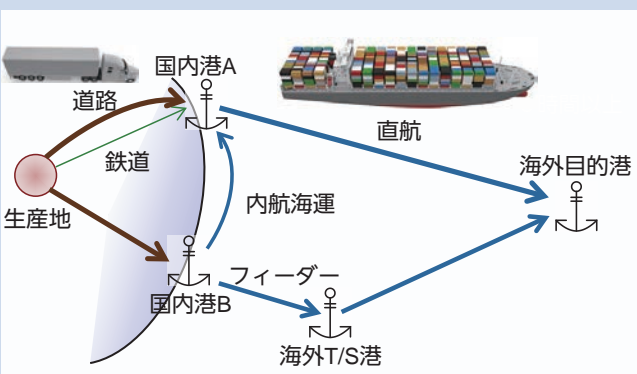 国内港A
道路
直航
鉄道
海外目的港
生産地
内航海運
フィーダー
国内港B
海外T/S港